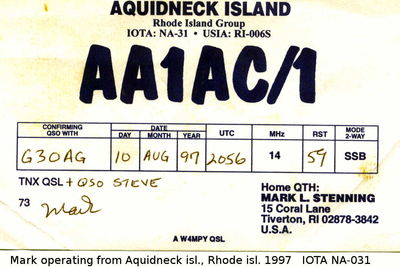 AQUIDNECK ISLAND
Rhode Island Group
IOTA: NA-31 • USIA: RI-006S
AA1AC/1
CONFIRMING QSO WITH DATE DAY MONTH YEAR UTC MHz RST MODE 2-WAY
G3OAG 10 AUG 97 2056 14 59 SSB
TNX QSL + QSO STEVE
73 Mark
Home QTH:
MARK L. STENNING
15 Coral Lane
Tiverton, RI 02878-3842
U.S.A.
A W4MPY QSL
Mark operating from Aquidneck isl., Rhode isl. 1997 IOTA NA-031